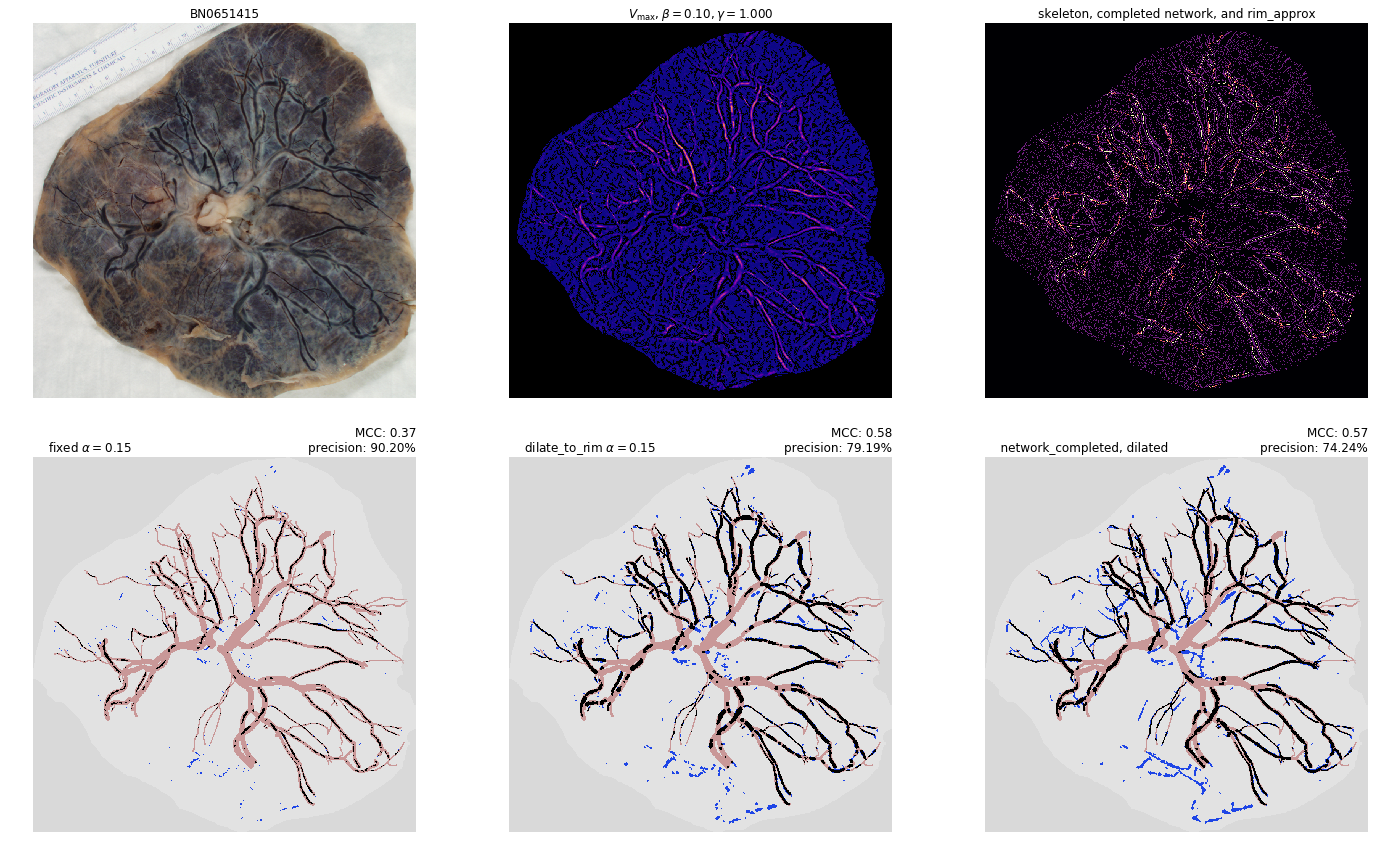 BN0651415
V_max, β = 0.10, γ = 1.000
skeleton, completed network, and rim_approx
MCC: 0.37
fixed α = 0.15 precision: 90.20%
MCC: 0.58
dilate_to_rim α = 0.15 precision: 79.19%
MCC: 0.57
network_completed, dilated precision: 74.24%